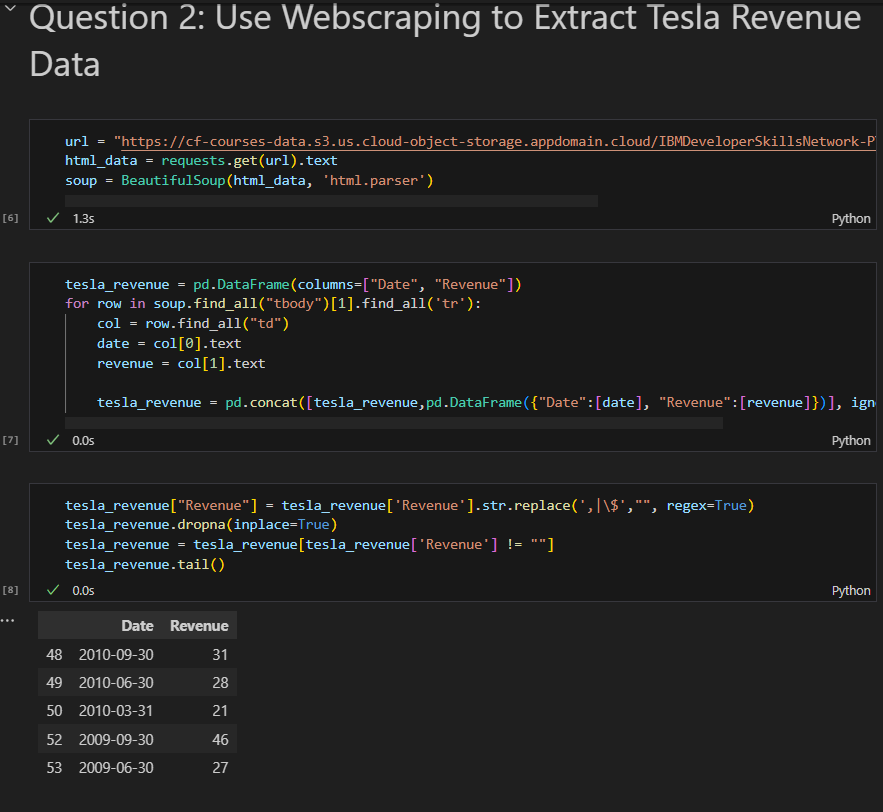 Question 2: Use Webscraping to Extract Tesla Revenue
Data
url = "https://cf-courses-data.s3.us.cloud-object-storage.appdomain.cloud/IBMDeveloperSkillsNetwork-P
html_data = requests.get(url).text
soup = BeautifulSoup(html_data, 'html.parser')
[6] 1.3s Python
tesla_revenue = pd.DataFrame(columns=["Date", "Revenue"])
for row in soup.find_all("tbody")[1].find_all('tr'):
    col = row.find_all("td")
    date = col[0].text
    revenue = col[1].text
    tesla_revenue = pd.concat([tesla_revenue,pd.DataFrame({"Date":[date], "Revenue":[revenue]})], ign
[7] 0.0s Python
tesla_revenue["Revenue"] = tesla_revenue['Revenue'].str.replace(',|\$',"", regex=True)
tesla_revenue.dropna(inplace=True)
tesla_revenue = tesla_revenue[tesla_revenue['Revenue'] != ""]
tesla_revenue.tail()
[8] 0.0s Python
...
Date Revenue
48 2010-09-30 31
49 2010-06-30 28
50 2010-03-31 21
52 2009-09-30 46
53 2009-06-30 27